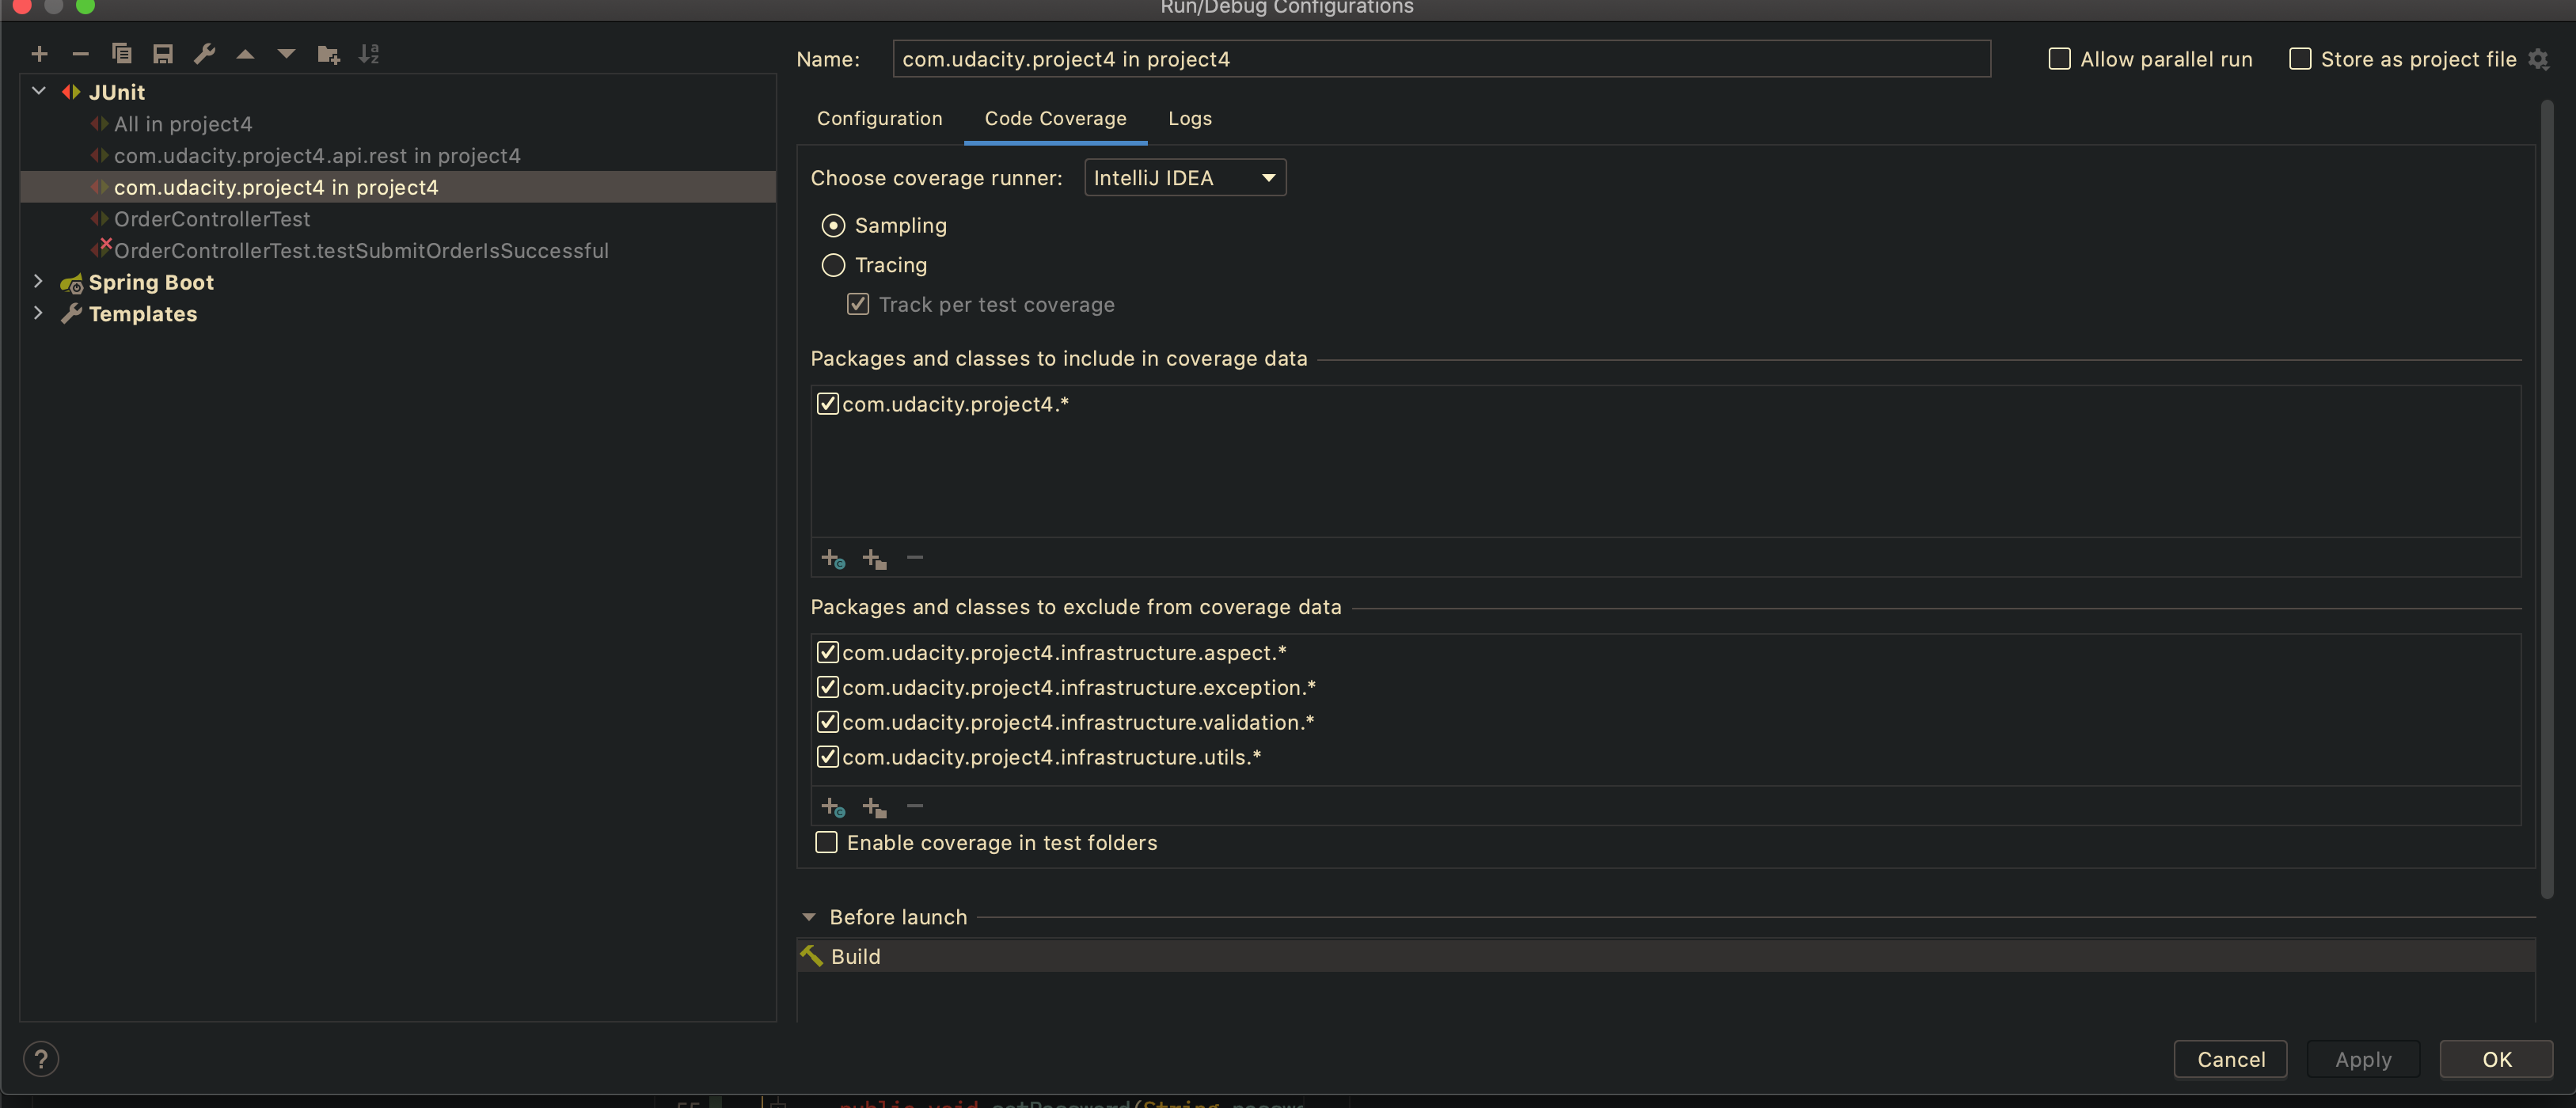 Run/Debug Configurations
Name: com.udacity.project4 in project4
Allow parallel run
Store as project file
JUnit
All in project4
com.udacity.project4.api.rest in project4
com.udacity.project4 in project4
OrderControllerTest
OrderControllerTest.testSubmitOrderIsSuccessful
Spring Boot
Templates
Configuration Code Coverage Logs
Choose coverage runner: IntelliJ IDEA
Sampling
Tracing
Track per test coverage
Packages and classes to include in coverage data
com.udacity.project4.*
Packages and classes to exclude from coverage data
com.udacity.project4.infrastructure.aspect.*
com.udacity.project4.infrastructure.exception.*
com.udacity.project4.infrastructure.validation.*
com.udacity.project4.infrastructure.utils.*
Enable coverage in test folders
Before launch
Build
?
Cancel Apply OK
public void setPassword(String